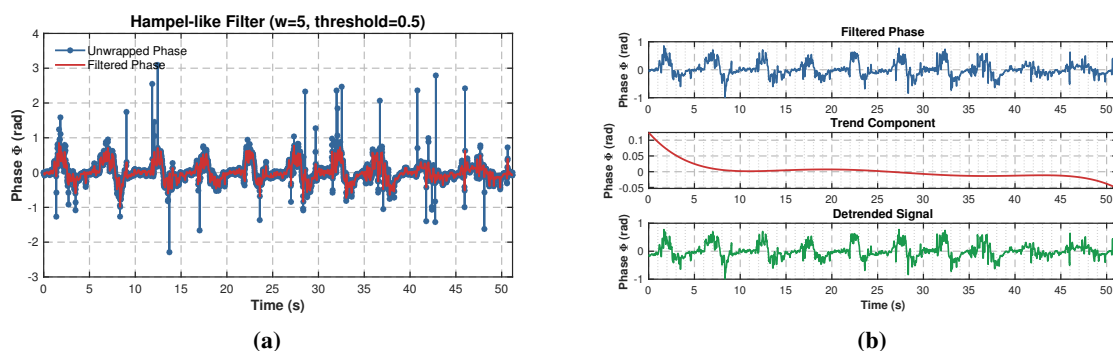 Hampel-like Filter (w=5, threshold=0.5)
Phase Φ (rad)
4
3
2
1
0
-1
-2
-3
Unwrapped Phase
Filtered Phase
0 5 10 15 20 25 30 35 40 45 50
Time (s)
(a)
Filtered Phase
Phase Φ (rad)
1
0
-1
0 5 10 15 20 25 30 35 40 45 50
Trend Component
Phase Φ (rad)
0.1
0.05
0
-0.05
0 5 10 15 20 25 30 35 40 45 50
Detrended Signal
Phase Φ (rad)
1
0
-1
0 5 10 15 20 25 30 35 40 45 50
Time (s)
(b)